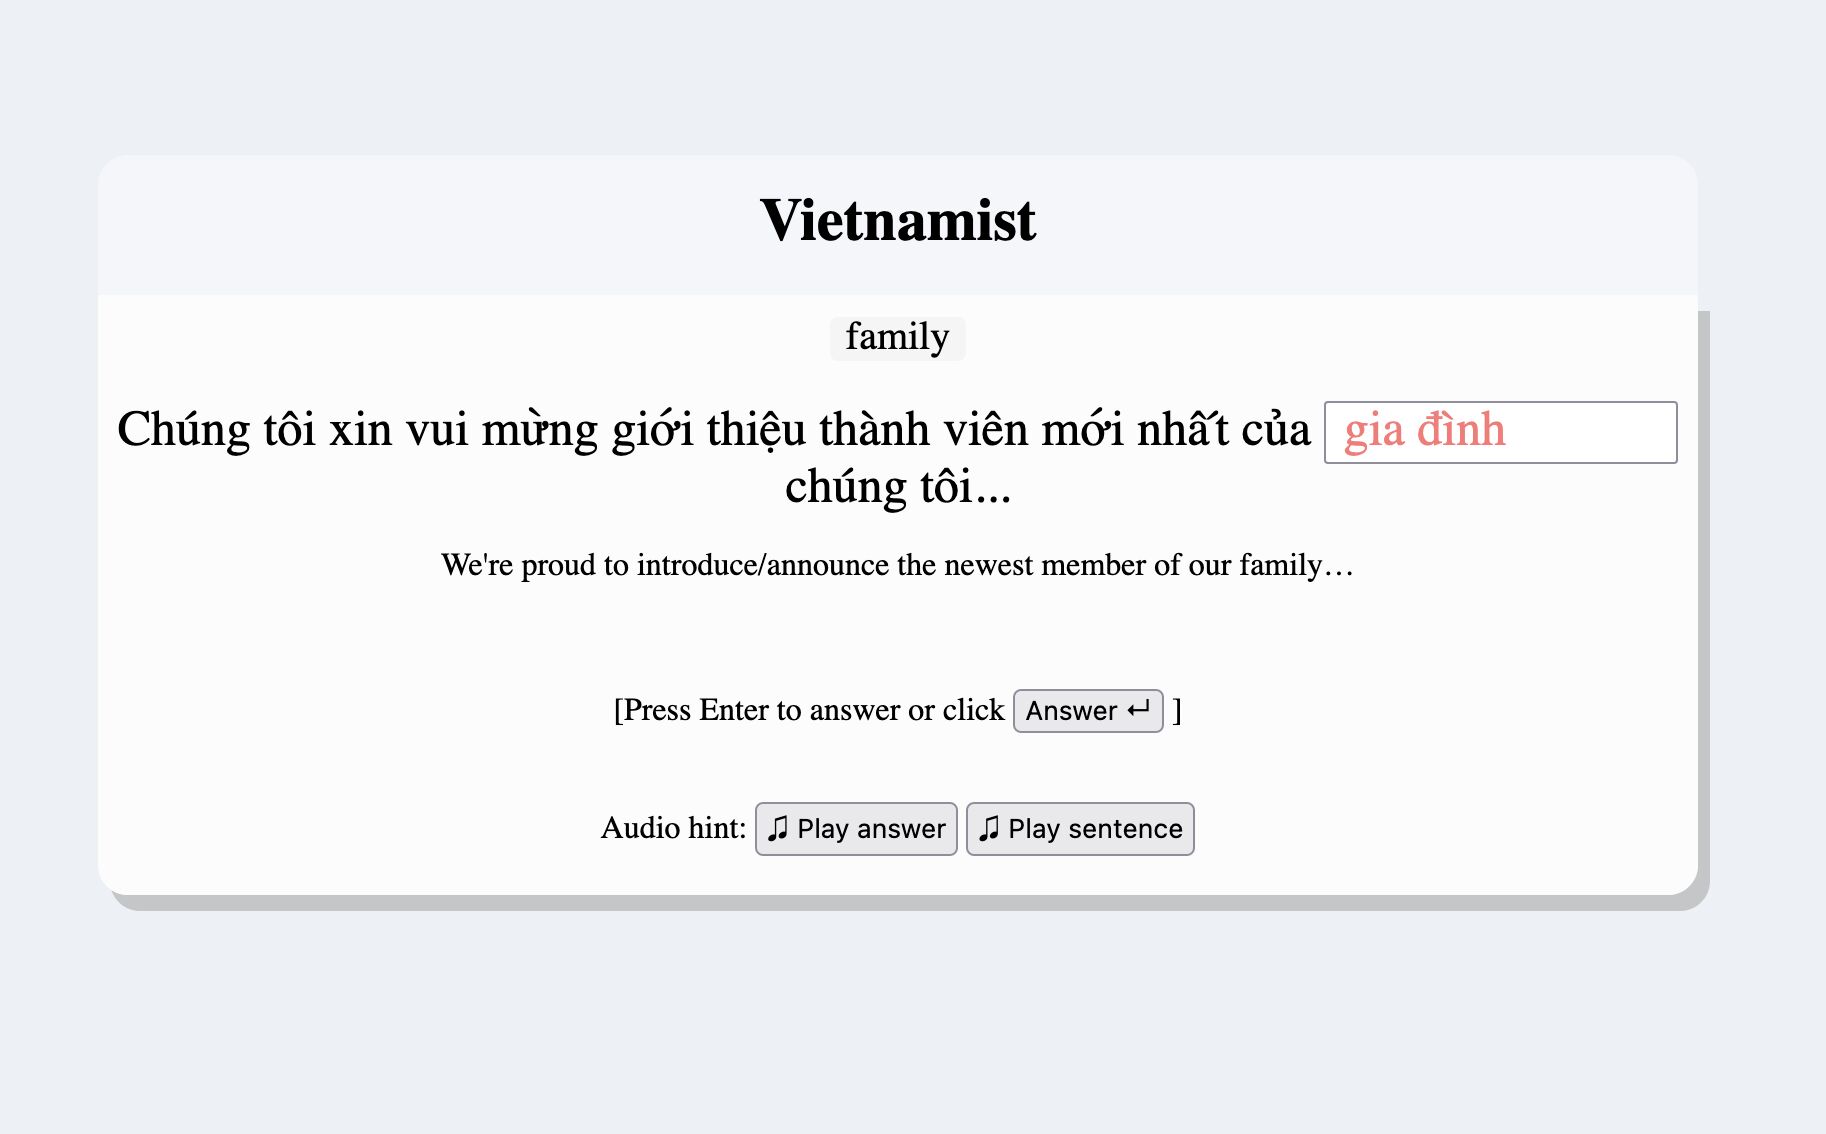 Vietnamist
family
Chúng tôi xin vui mừng giới thiệu thành viên mới nhất của gia đình
chúng tôi...
We're proud to introduce/announce the newest member of our family…
[Press Enter to answer or click Answer ↵ ]
Audio hint: ♫ Play answer ♫ Play sentence